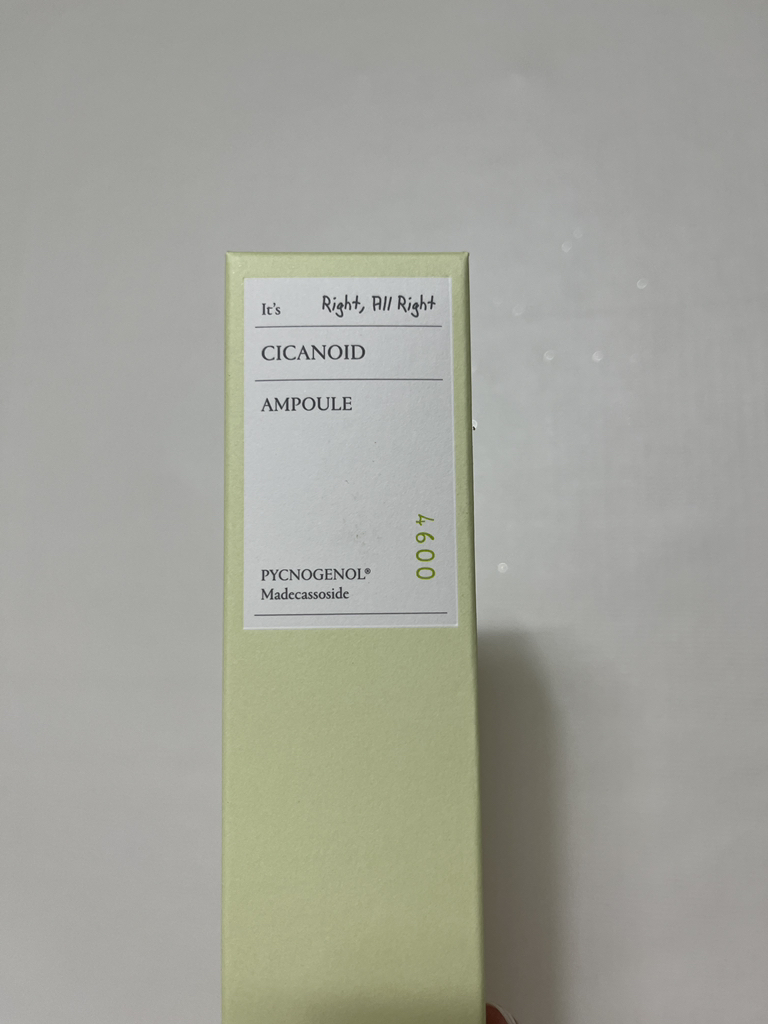 It's Right, All Right
CICANOID
AMPOULE
4600
PYCNOGENOL®
Madecassoside